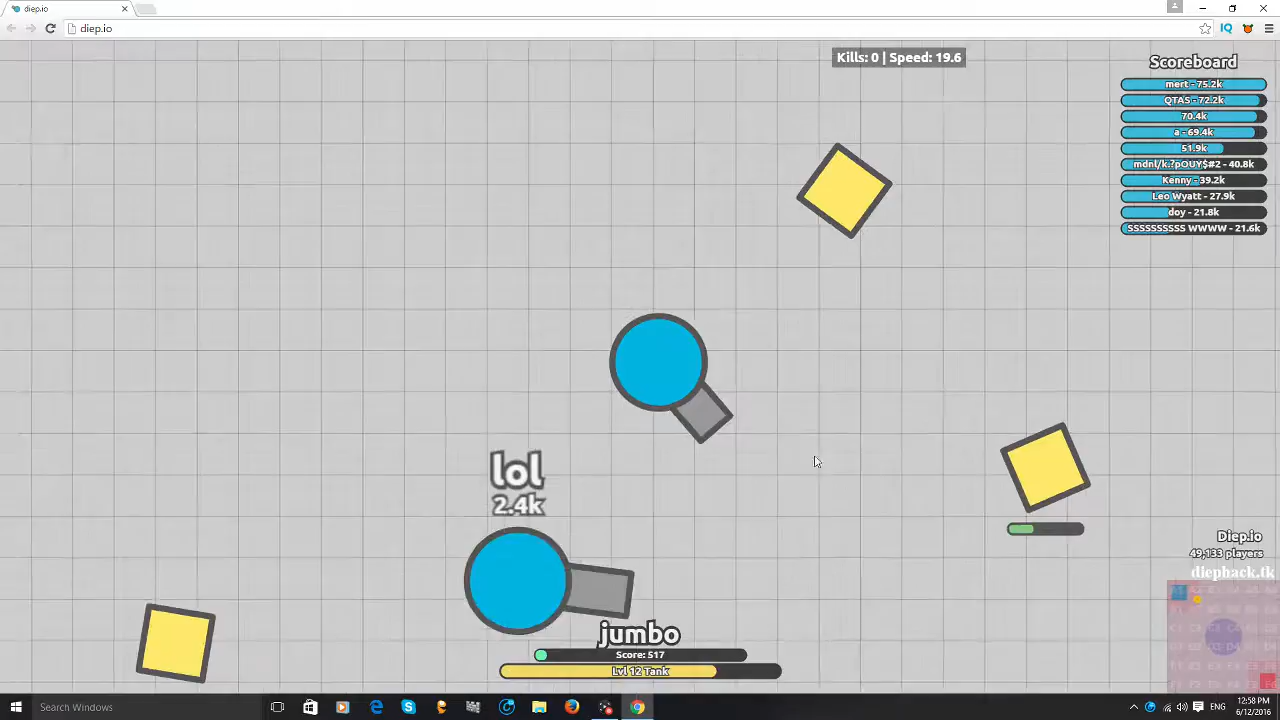 diep.io
diep.io
IQ
Kills: 0 | Speed: 19.6
Scoreboard
mert - 75.2k
QTAS - 72.2k
70.4k
a - 69.4k
51.9k
mdnl/k.?pOUY$#2 - 40.8k
Kenny - 39.2k
Leo Wyatt - 27.9k
doy - 21.8k
SSSSSSSSSS WWWW - 21.6k
lol
2.4k
Diep.io
49,133 players
diephack.tk
jumbo
Score: 517
Lvl 12 Tank
Search Windows
ENG
12:58 PM
6/12/2016